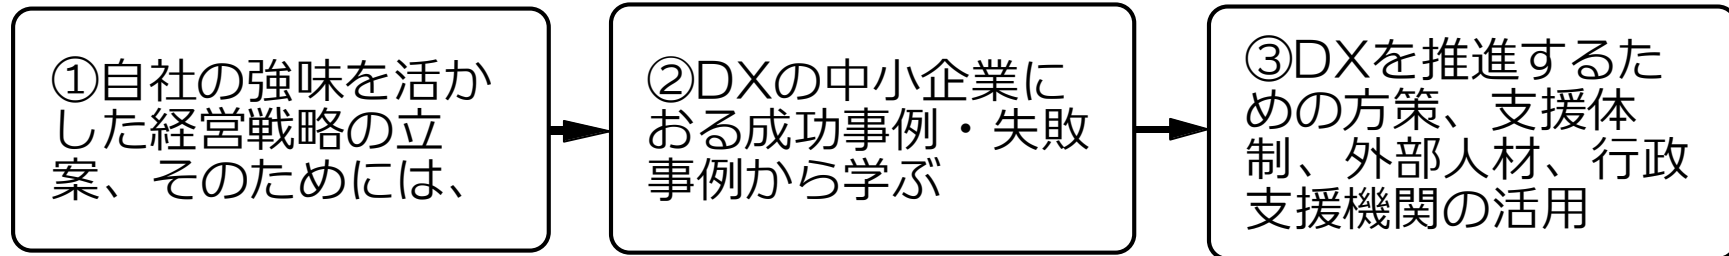 ①自社の強味を活か
した経営戦略の立
案、そのためには、
②DXの中小企業に
おる成功事例・失敗
事例から学ぶ
③DXを推進するた
めの方策、支援体
制、外部人材、行政
支援機関の活用